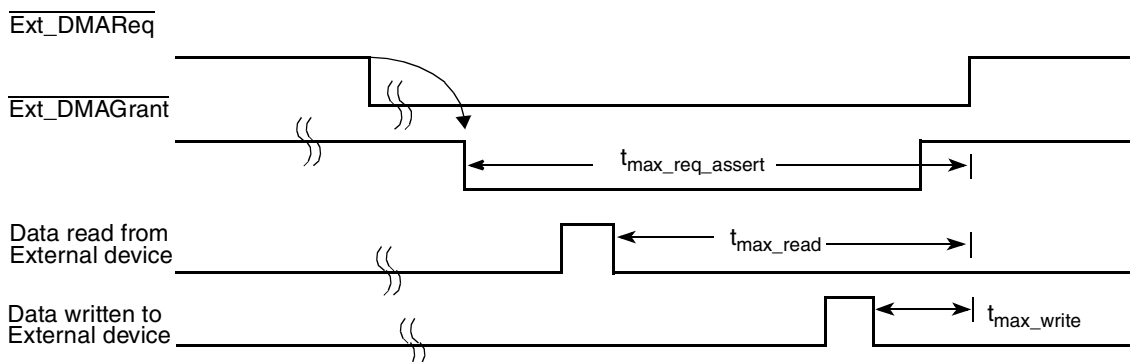 Ext_DMAReq
Ext_DMAGrant
tmax_req_assert
Data read from
External device
tmax_read
Data written to
External device
tmax_write